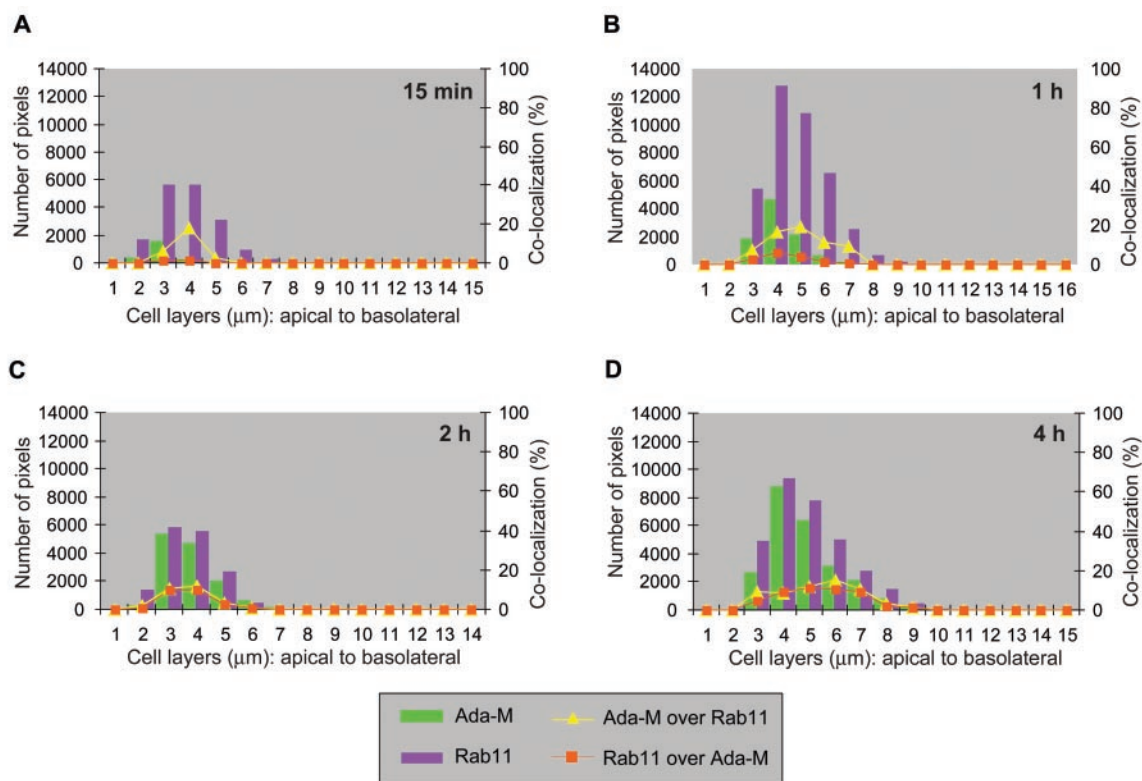 A
15 min
14000
12000
10000
8000
6000
4000
2000
0
Number of pixels
100
80
60
40
20
0
Co-localization (%)
1 2 3 4 5 6 7 8 9 10 11 12 13 14 15
Cell layers (μm): apical to basolateral
B
1 h
14000
12000
10000
8000
6000
4000
2000
0
Number of pixels
100
80
60
40
20
0
Co-localization (%)
1 2 3 4 5 6 7 8 9 10 11 12 13 14 15 16
Cell layers (μm): apical to basolateral
C
2 h
14000
12000
10000
8000
6000
4000
2000
0
Number of pixels
100
80
60
40
20
0
Co-localization (%)
1 2 3 4 5 6 7 8 9 10 11 12 13 14
Cell layers (μm): apical to basolateral
D
4 h
14000
12000
10000
8000
6000
4000
2000
0
Number of pixels
100
80
60
40
20
0
Co-localization (%)
1 2 3 4 5 6 7 8 9 10 11 12 13 14 15
Cell layers (μm): apical to basolateral
Ada-M
Ada-M over Rab11
Rab11
Rab11 over Ada-M